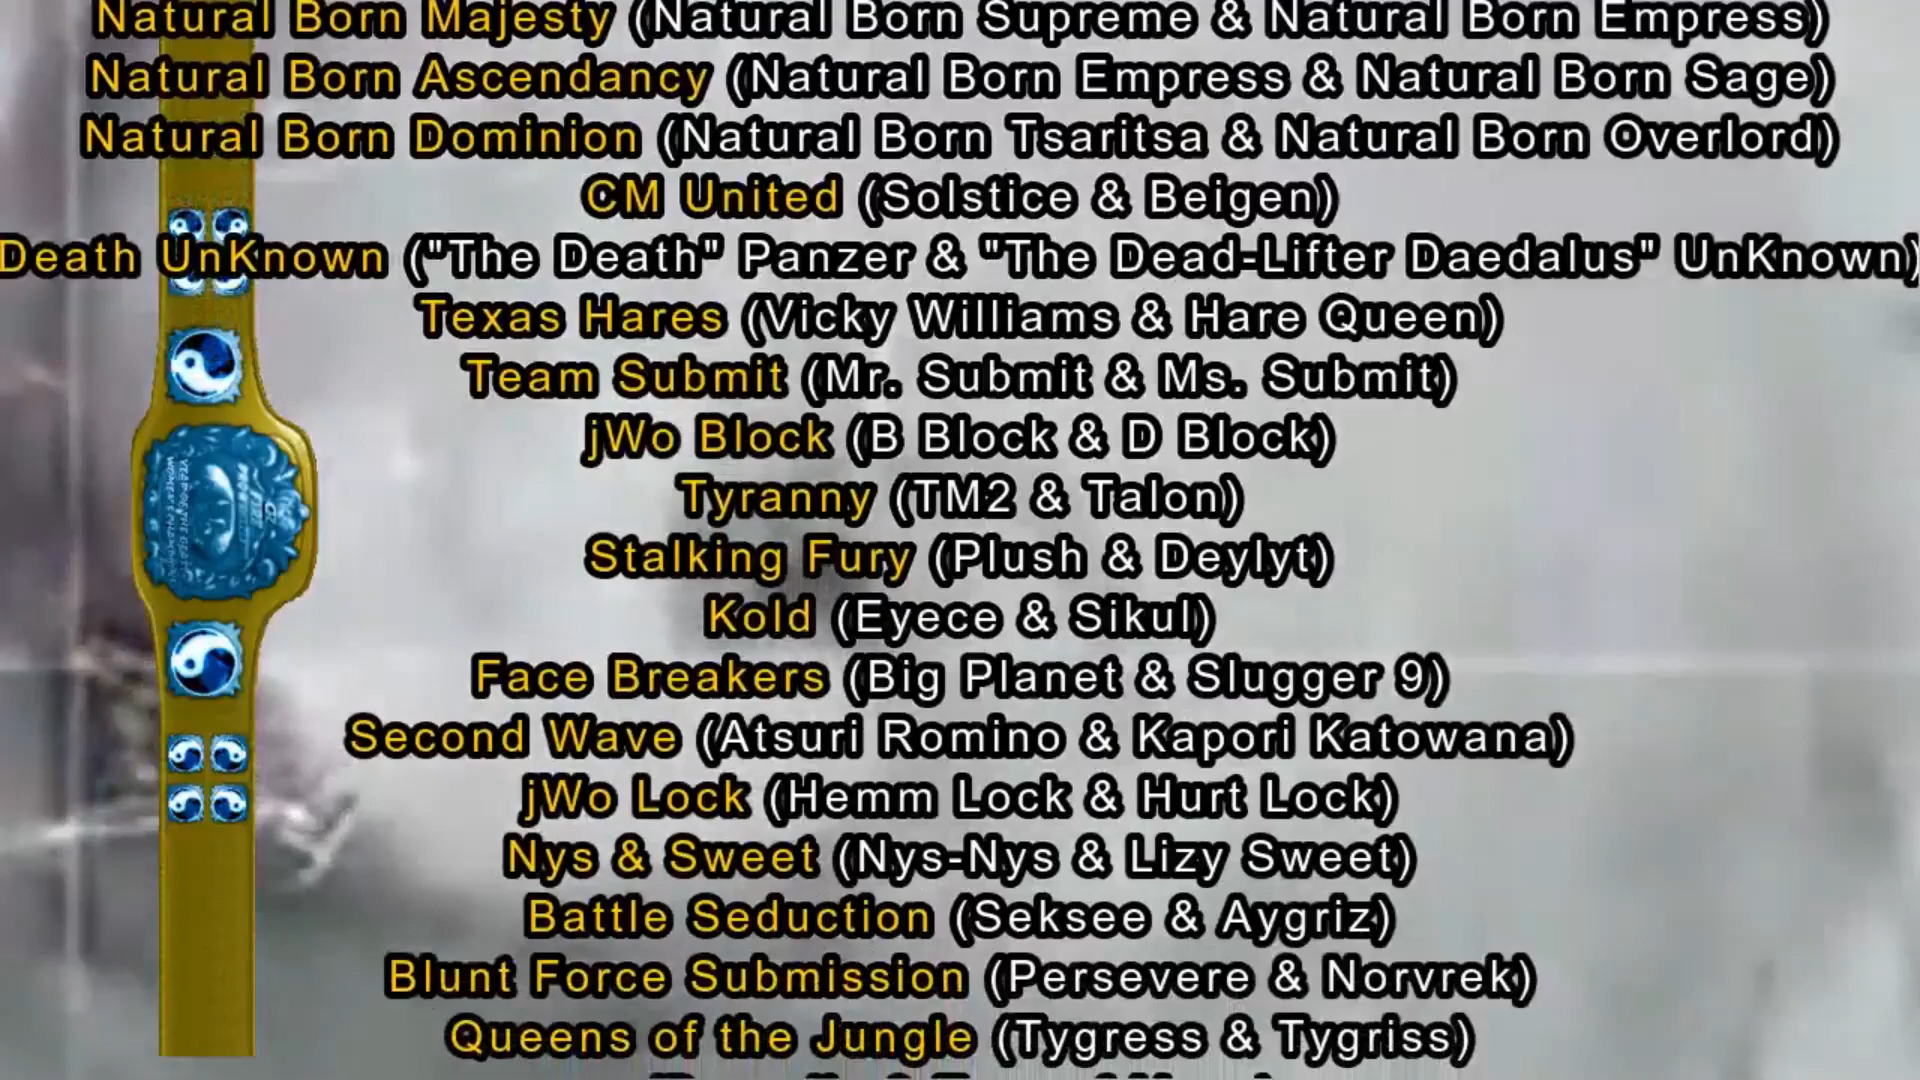 Natural Born Majesty (Natural Born Supreme & Natural Born Empress)
Natural Born Ascendancy (Natural Born Empress & Natural Born Sage)
Natural Born Dominion (Natural Born Tsaritsa & Natural Born Overlord)
CM United (Solstice & Beigen)
Death UnKnown ("The Death" Panzer & "The Dead-Lifter Daedalus" UnKnown)
Texas Hares (Vicky Williams & Hare Queen)
Team Submit (Mr. Submit & Ms. Submit)
jWo Block (B Block & D Block)
Tyranny (TM2 & Talon)
Stalking Fury (Plush & Deylyt)
Kold (Eyece & Sikul)
Face Breakers (Big Planet & Slugger 9)
Second Wave (Atsuri Romino & Kapori Katowana)
jWo Lock (Hemm Lock & Hurt Lock)
Nys & Sweet (Nys-Nys & Lizy Sweet)
Battle Seduction (Seksee & Aygriz)
Blunt Force Submission (Persevere & Norvrek)
Queens of the Jungle (Tygress & Tygriss)